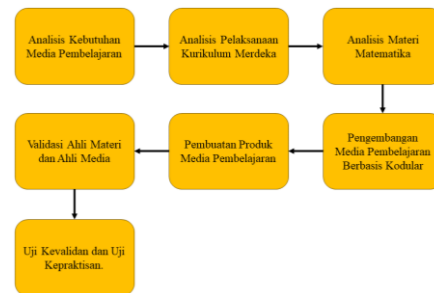 Analisis Kebutuhan
Media Pembelajaran
Analisis Pelaksanaan
Kurikulum Merdeka
Analisis Materi
Matematika
Pengembangan
Media Pembelajaran
Berbasis Kodular
Pembuatan Produk
Media Pembelajaran
Validasi Ahli Materi
dan Ahli Media
Uji Kevalidan dan Uji
Kepraktisan.